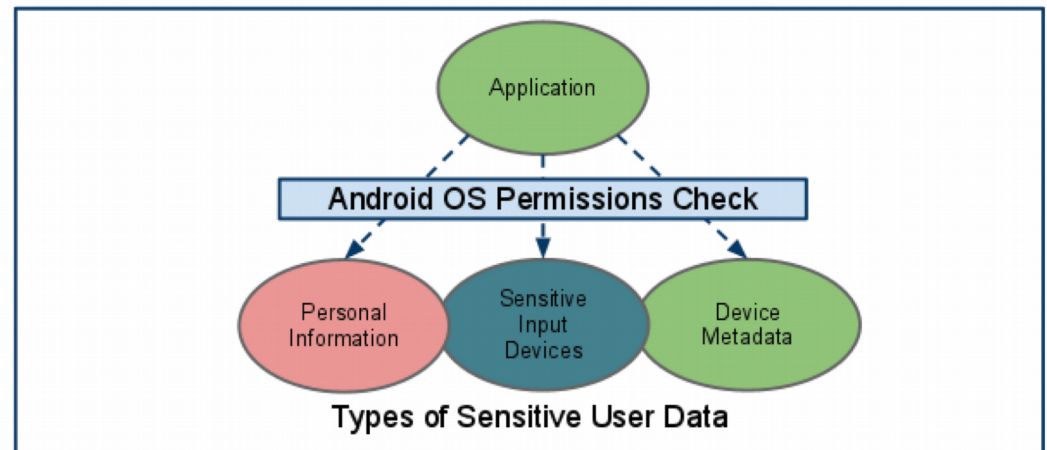 Application
Android OS Permissions Check
Personal
Information
Sensitive
Input
Devices
Device
Metadata
Types of Sensitive User Data